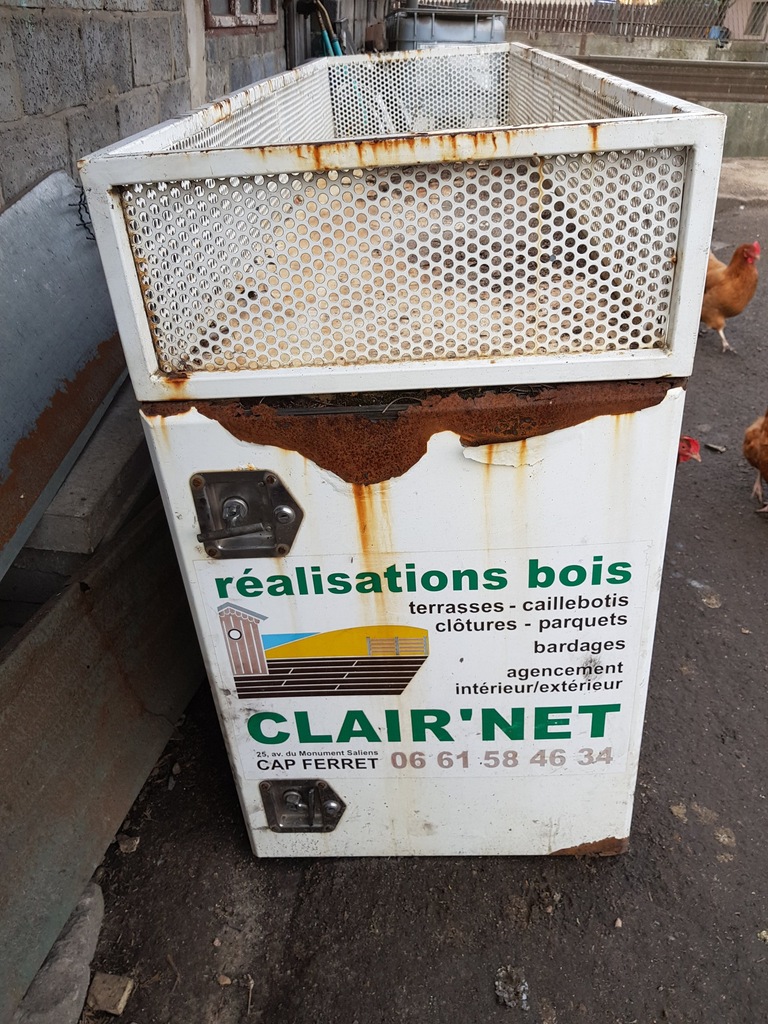 réalisations bois
terrasses - caillebotis
clôtures - parquets
bardages
agencement
intérieur/extérieur
CLAIR'NET
25, av. du Monument Saliens
CAP FERRET 06 61 58 46 34